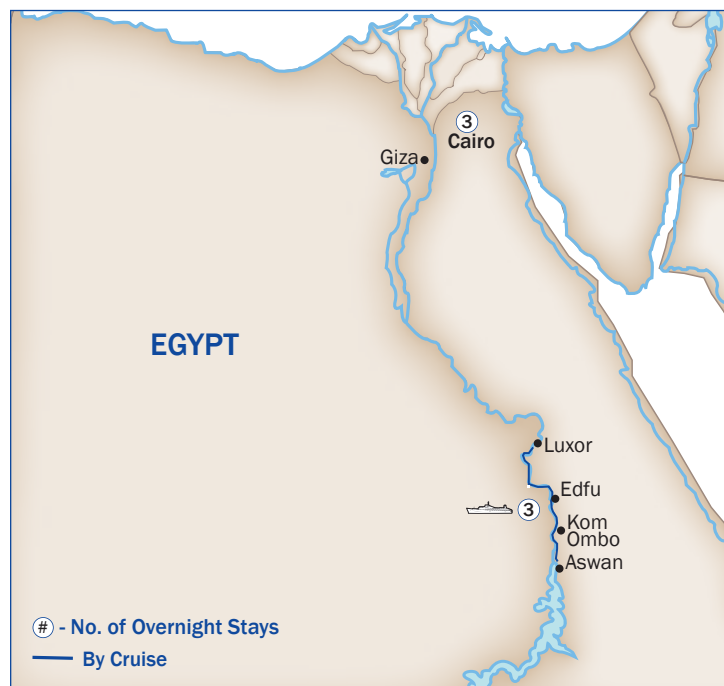 3
Cairo
Giza
EGYPT
Luxor
Edfu
3
Kom
Ombo
Aswan
# - No. of Overnight Stays
By Cruise